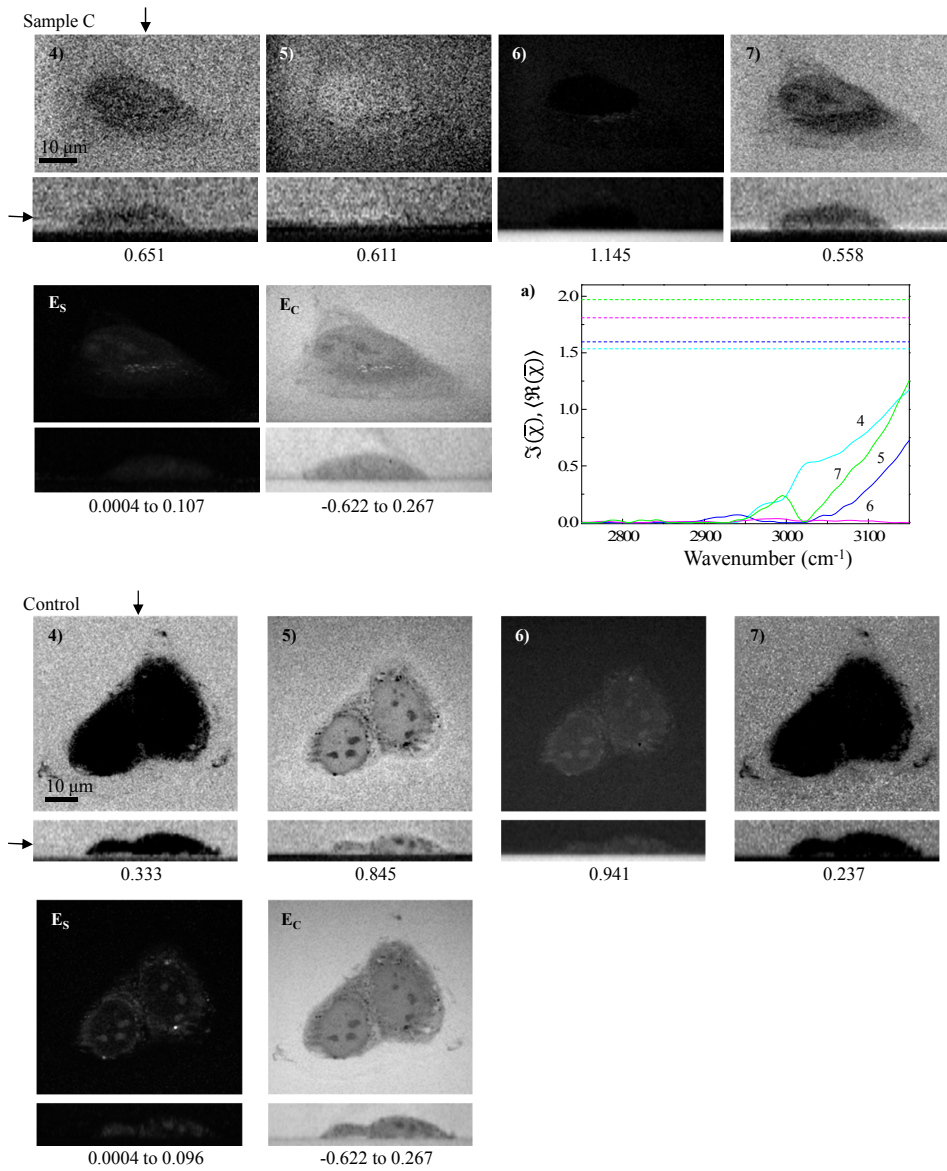 Sample C
4) 5) 6) 7)
10 μm
0.651 0.611 1.145 0.558
E_S E_C
0.0004 to 0.107 -0.622 to 0.267
a)
ℑ(χ̅), ⟨ℜ(χ̅)⟩
2.0
1.5
1.0
0.5
0.0
4
7
5
6
2800 2900 3000 3100
Wavenumber (cm⁻¹)
Control
4) 5) 6) 7)
10 μm
0.333 0.845 0.941 0.237
E_S E_C
0.0004 to 0.096 -0.622 to 0.267